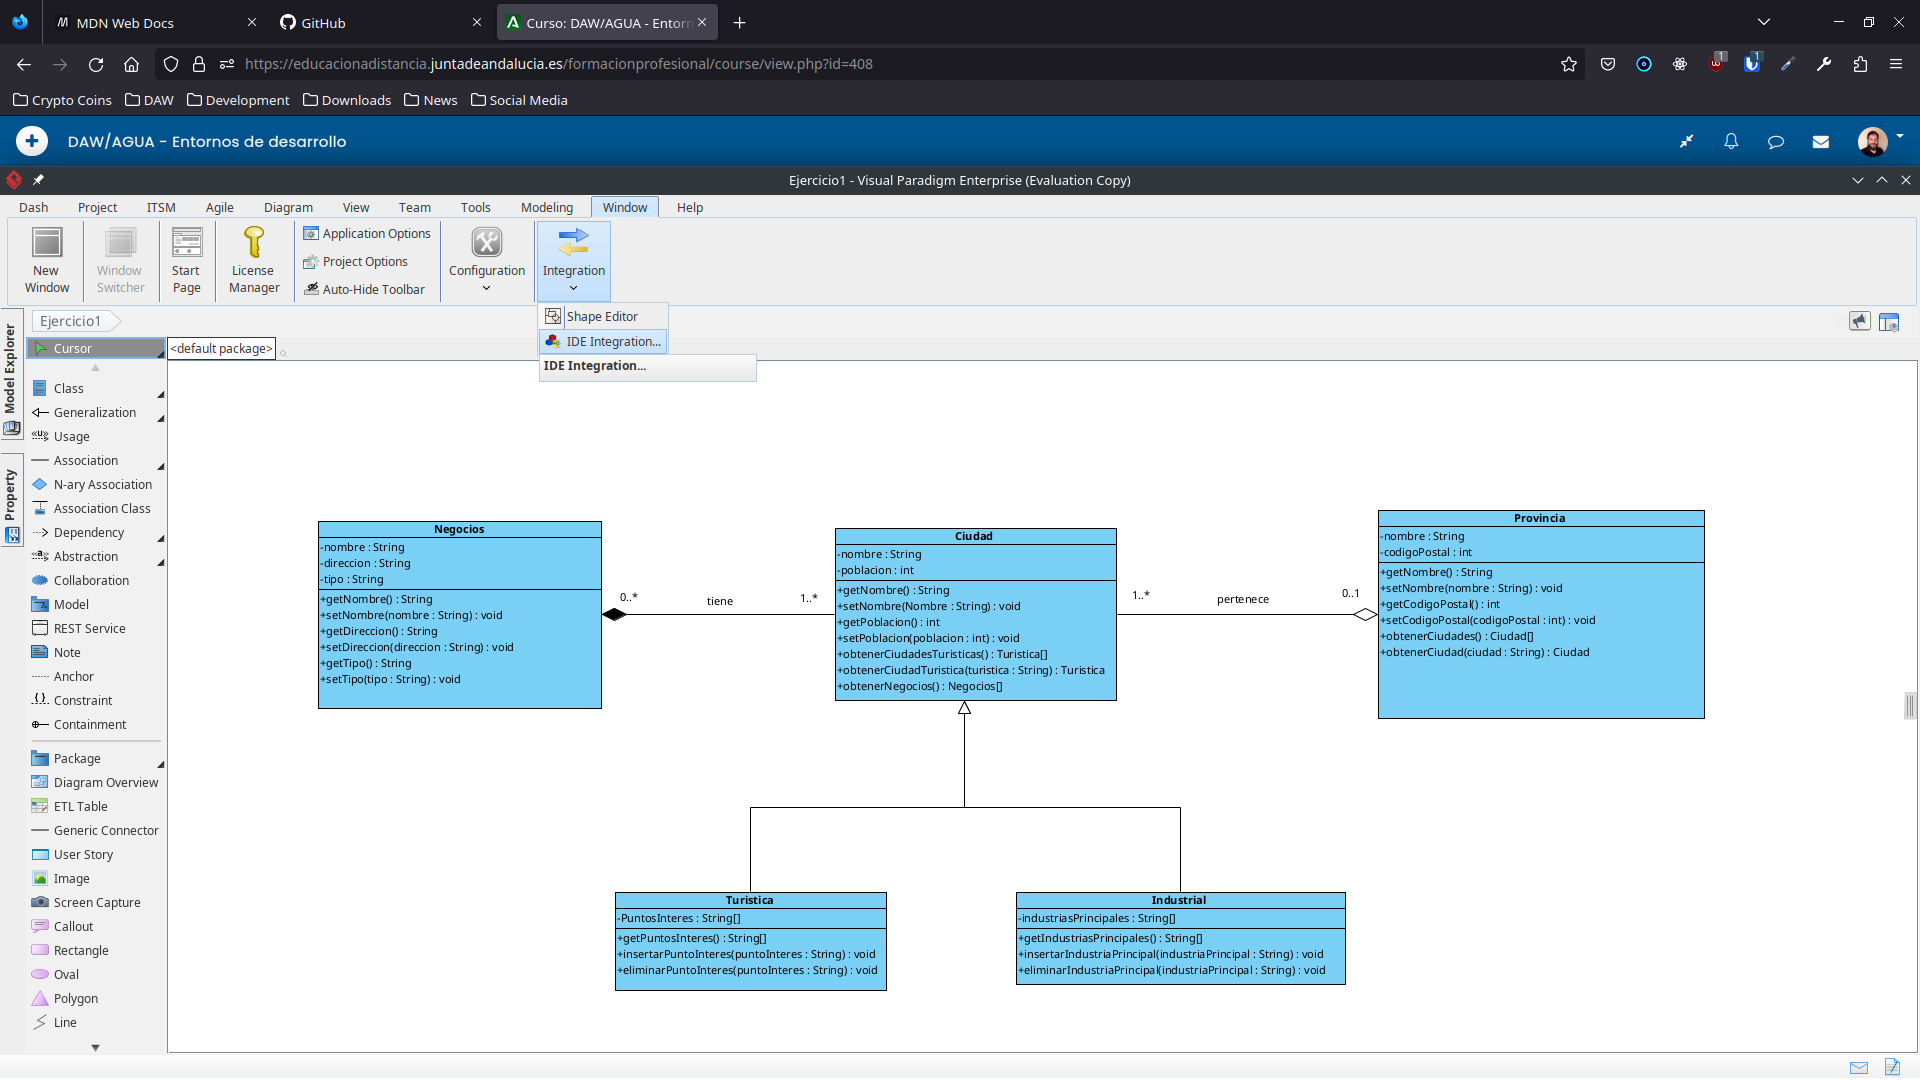 MDN Web Docs
GitHub
Curso: DAW/AGUA - Entorn
https://educacionadistancia.juntadeandalucia.es/formacionprofesional/course/view.php?id=408
1
1
Crypto Coins DAW Development Downloads News Social Media
DAW/AGUA - Entornos de desarrollo
Ejercicio1 - Visual Paradigm Enterprise (Evaluation Copy)
Dash Project ITSM Agile Diagram View Team Tools Modeling Window Help
New Window
Window Switcher
Start Page
License Manager
Application Options
Project Options
Auto-Hide Toolbar
Configuration
Integration
Shape Editor
IDE Integration...
IDE Integration...
Ejercicio1
Model Explorer
Property
<default package>
Cursor
Class
Generalization
Usage
Association
N-ary Association
Association Class
Dependency
Abstraction
Collaboration
Model
REST Service
Note
Anchor
Constraint
Containment
Package
Diagram Overview
ETL Table
Generic Connector
User Story
Image
Screen Capture
Callout
Rectangle
Oval
Polygon
Line
Negocios
-nombre : String
-direccion : String
-tipo : String
+getNombre() : String
+setNombre(nombre : String) : void
+getDireccion() : String
+setDireccion(direccion : String) : void
+getTipo() : String
+setTipo(tipo : String) : void
0..*
tiene
1..*
Ciudad
-nombre : String
-poblacion : int
+getNombre() : String
+setNombre(Nombre : String) : void
+getPoblacion() : int
+setPoblacion(poblacion : int) : void
+obtenerCiudadesTuristicas() : Turistica[]
+obtenerCiudadTuristica(turistica : String) : Turistica
+obtenerNegocios() : Negocios[]
1..*
pertenece
0..1
Provincia
-nombre : String
-codigoPostal : int
+getNombre() : String
+setNombre(nombre : String) : void
+getCodigoPostal() : int
+setCodigoPostal(codigoPostal : int) : void
+obtenerCiudades() : Ciudad[]
+obtenerCiudad(ciudad : String) : Ciudad
Turistica
-PuntosInteres : String[]
+getPuntosInteres() : String[]
+insertarPuntoInteres(puntoInteres : String) : void
+eliminarPuntoInteres(puntoInteres : String) : void
Industrial
-industriasPrincipales : String[]
+getIndustriasPrincipales() : String[]
+insertarIndustriaPrincipal(industriaPrincipal : String) : void
+eliminarIndustriaPrincipal(industriaPrincipal : String) : void